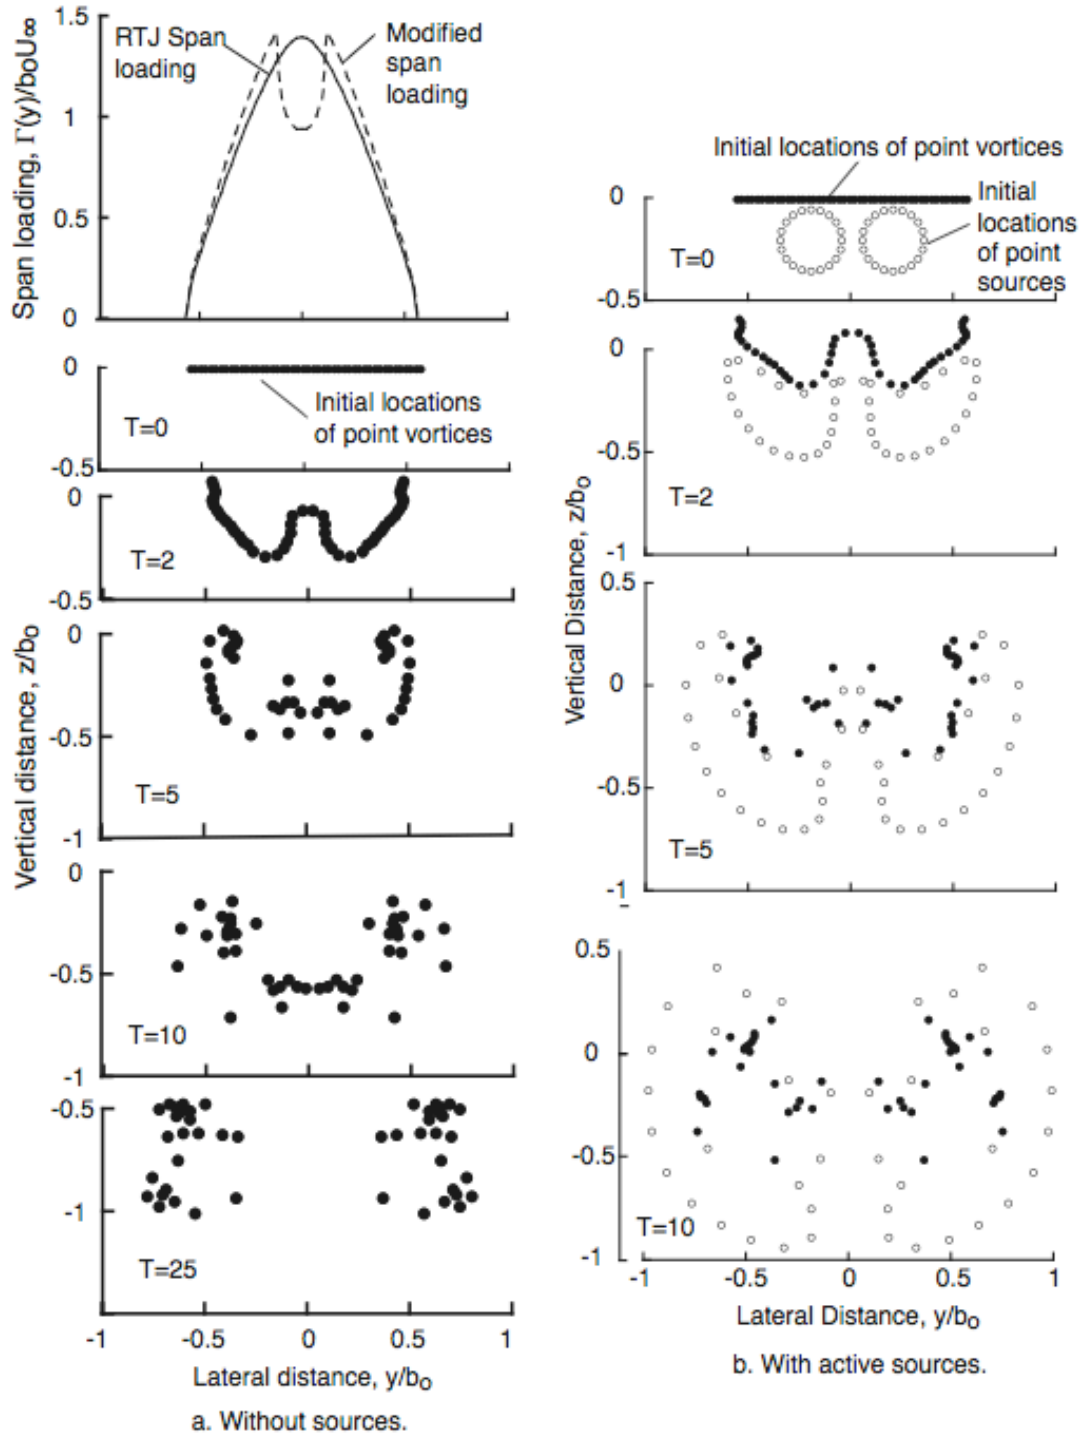 1.5
1
0.5
0
Span loading, Γ(y)/boU∞
RTJ Span
loading
Modified
span
loading
0
-0.5
T=0
Initial locations
of point vortices
0
-0.5
T=2
0
-0.5
-1
T=5
Vertical distance, z/bo
0
-0.5
-1
T=10
-0.5
-1
T=25
-1 -0.5 0 0.5 1
Lateral distance, y/bo
a. Without sources.
Initial locations of point vortices
Initial
locations
of point
sources
0
-0.5
T=0
0
-0.5
-1
T=2
Vertical Distance, z/bo
0.5
0
-0.5
-1
T=5
0.5
0
-0.5
-1
T=10
-1 -0.5 0 0.5 1
Lateral Distance, y/bo
b. With active sources.